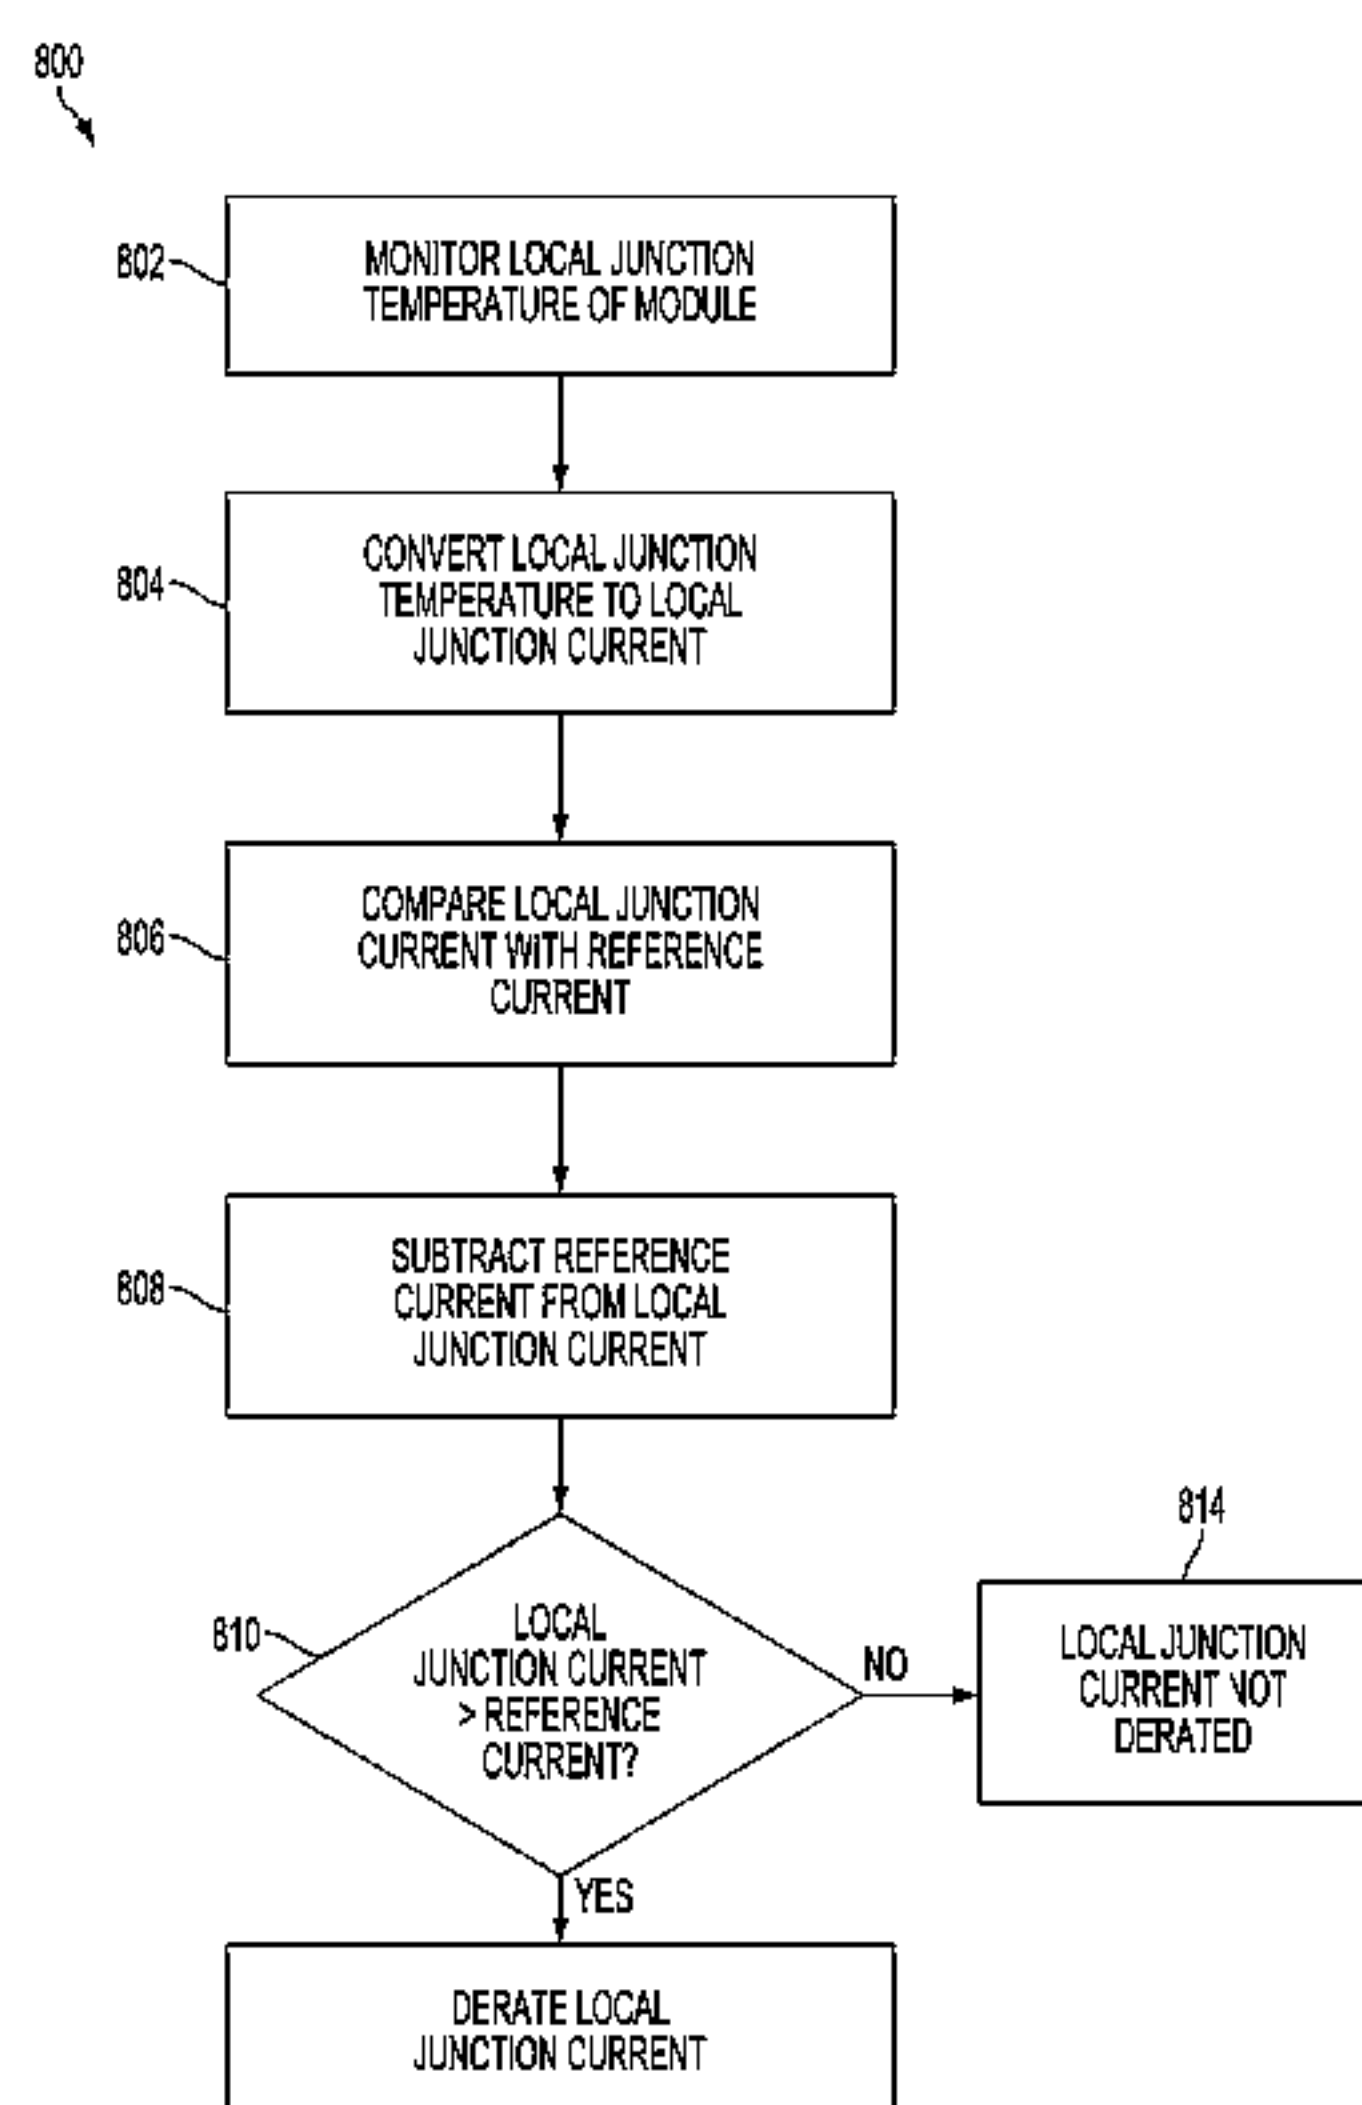 800
802
MONITOR LOCAL JUNCTION
TEMPERATURE OF MODULE
804
CONVERT LOCAL JUNCTION
TEMPERATURE TO LOCAL
JUNCTION CURRENT
806
COMPARE LOCAL JUNCTION
CURRENT WITH REFERENCE
CURRENT
808
SUBTRACT REFERENCE
CURRENT FROM LOCAL
JUNCTION CURRENT
810
LOCAL
JUNCTION CURRENT
> REFERENCE
CURRENT?
NO
814
LOCAL JUNCTION
CURRENT NOT
DERATED
YES
DERATE LOCAL
JUNCTION CURRENT